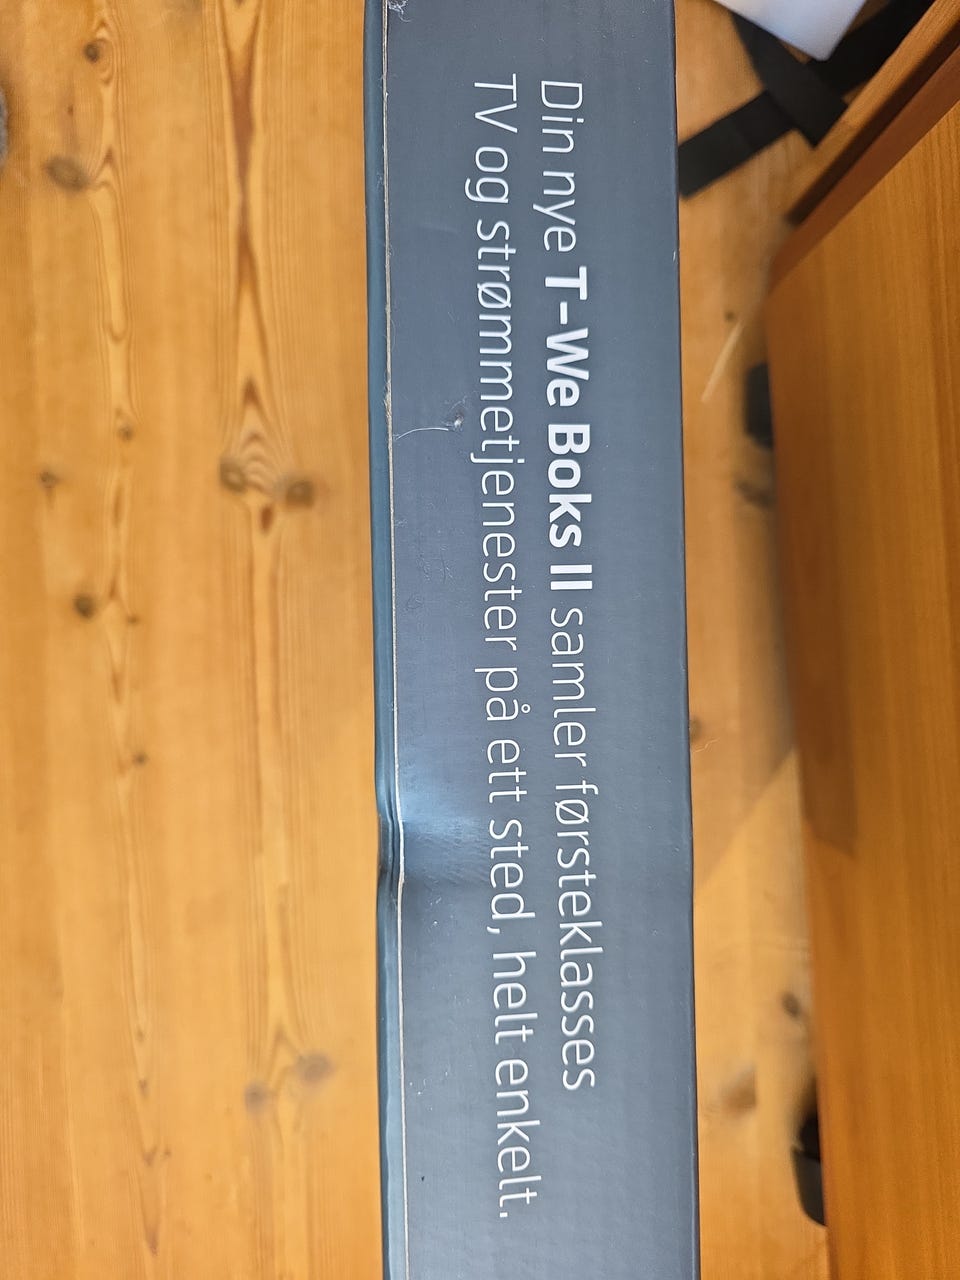 Din nye T-We Boks II samler førsteklasses
TV og strømmetjenester på ett sted, helt enkelt.